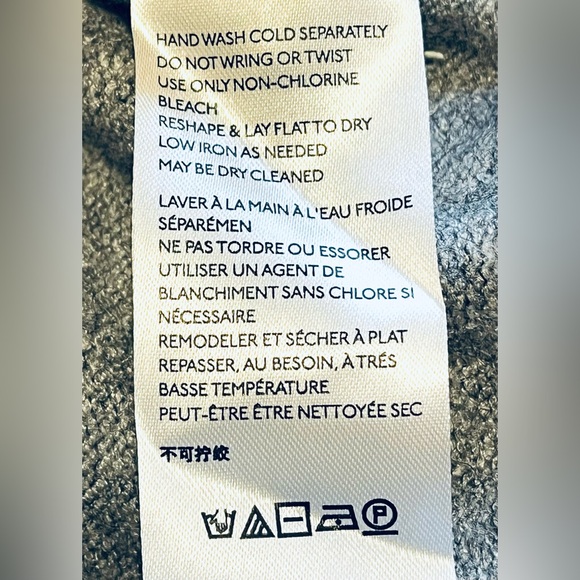 HAND WASH COLD SEPARATELY
DO NOT WRING OR TWIST
USE ONLY NON-CHLORINE
BLEACH
RESHAPE & LAY FLAT TO DRY
LOW IRON AS NEEDED
MAY BE DRY CLEANED
LAVER À LA MAIN À L'EAU FROIDE
SÉPARÉMEN
NE PAS TORDRE OU ESSORER
UTILISER UN AGENT DE
BLANCHIMENT SANS CHLORE SI
NÉCESSAIRE
REMODELER ET SÉCHER À PLAT
REPASSER, AU BESOIN, À TRÉS
BASSE TEMPÉRATURE
PEUT-ÊTRE ÊTRE NETTOYÉE SEC
不可拧绞
P